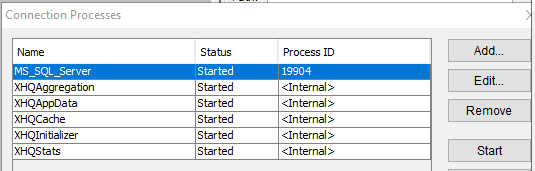 Connection Processes
Name Status Process ID
MS_SQL_Server Started 19904
XHQAggregation Started <Internal>
XHQAppData Started <Internal>
XHQCache Started <Internal>
XHQInitializer Started <Internal>
XHQStats Started <Internal>
Add...
Edit...
Remove
Start